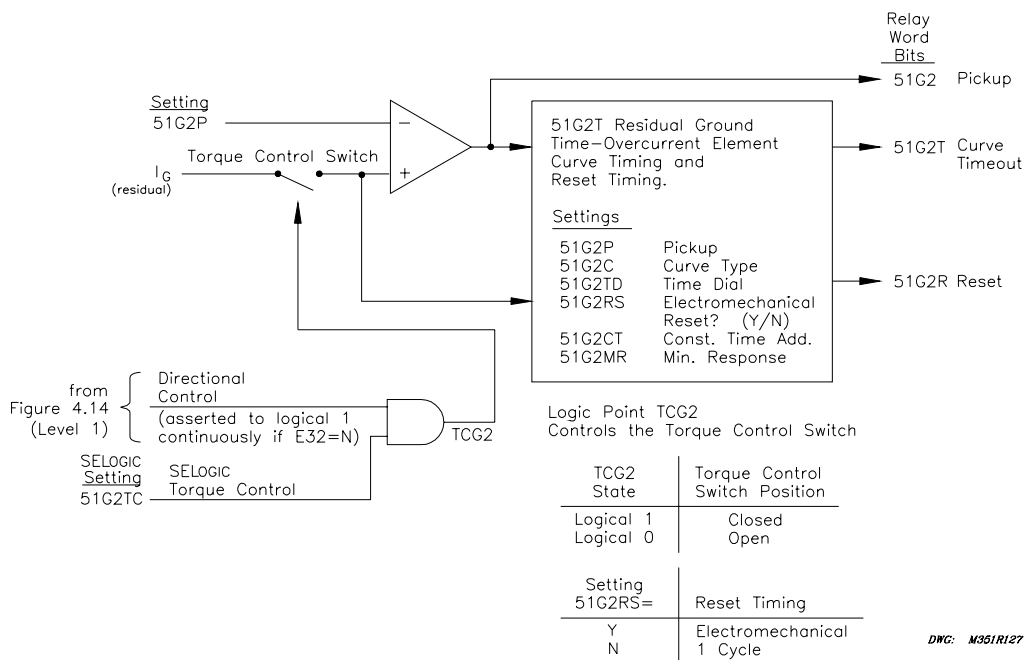 Relay
Word
Bits
51G2 Pickup
Setting
51G2P
−
Torque Control Switch
IG
(residual)
+
51G2T Residual Ground
Time-Overcurrent Element
Curve Timing and
Reset Timing.
51G2T Curve
Timeout
Settings
51G2P Pickup
51G2C Curve Type
51G2TD Time Dial
51G2RS Electromechanical
Reset? (Y/N)
51G2CT Const. Time Add.
51G2MR Min. Response
51G2R Reset
from
Figure 4.14
(Level 1)
Directional
Control
(asserted to logical 1
continuously if E32=N)
TCG2
SELOGIC
Setting
51G2TC
SELOGIC
Torque Control
Logic Point TCG2
Controls the Torque Control Switch
TCG2 Torque Control
State Switch Position
Logical 1 Closed
Logical 0 Open
Setting
51G2RS= Reset Timing
Y Electromechanical
N 1 Cycle
DWG: M351R127